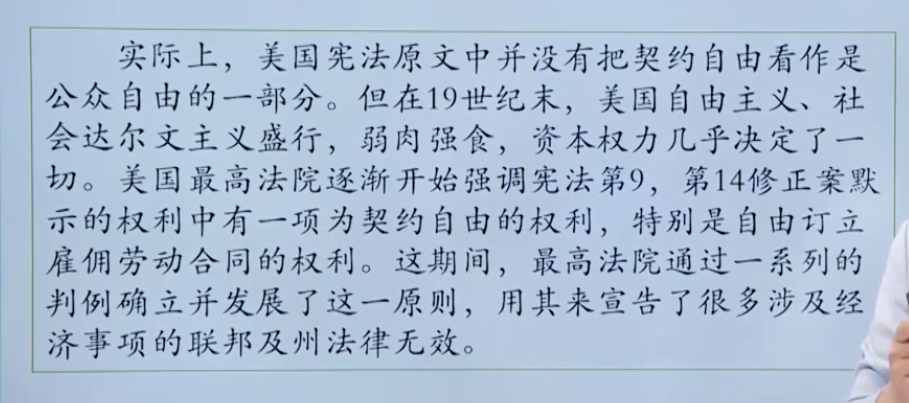 实际上，美国宪法原文中并没有把契约自由看作是
公众自由的一部分。但在19世纪末，美国自由主义、社
会达尔文主义盛行，弱肉强食，资本权力几乎决定了一
切。美国最高法院逐渐开始强调宪法第9，第14修正案默
示的权利中有一项为契约自由的权利，特别是自由订立
雇佣劳动合同的权利。这期间，最高法院通过一系列的
判例确立并发展了这一原则，用其来宣告了很多涉及经
济事项的联邦及州法律无效。